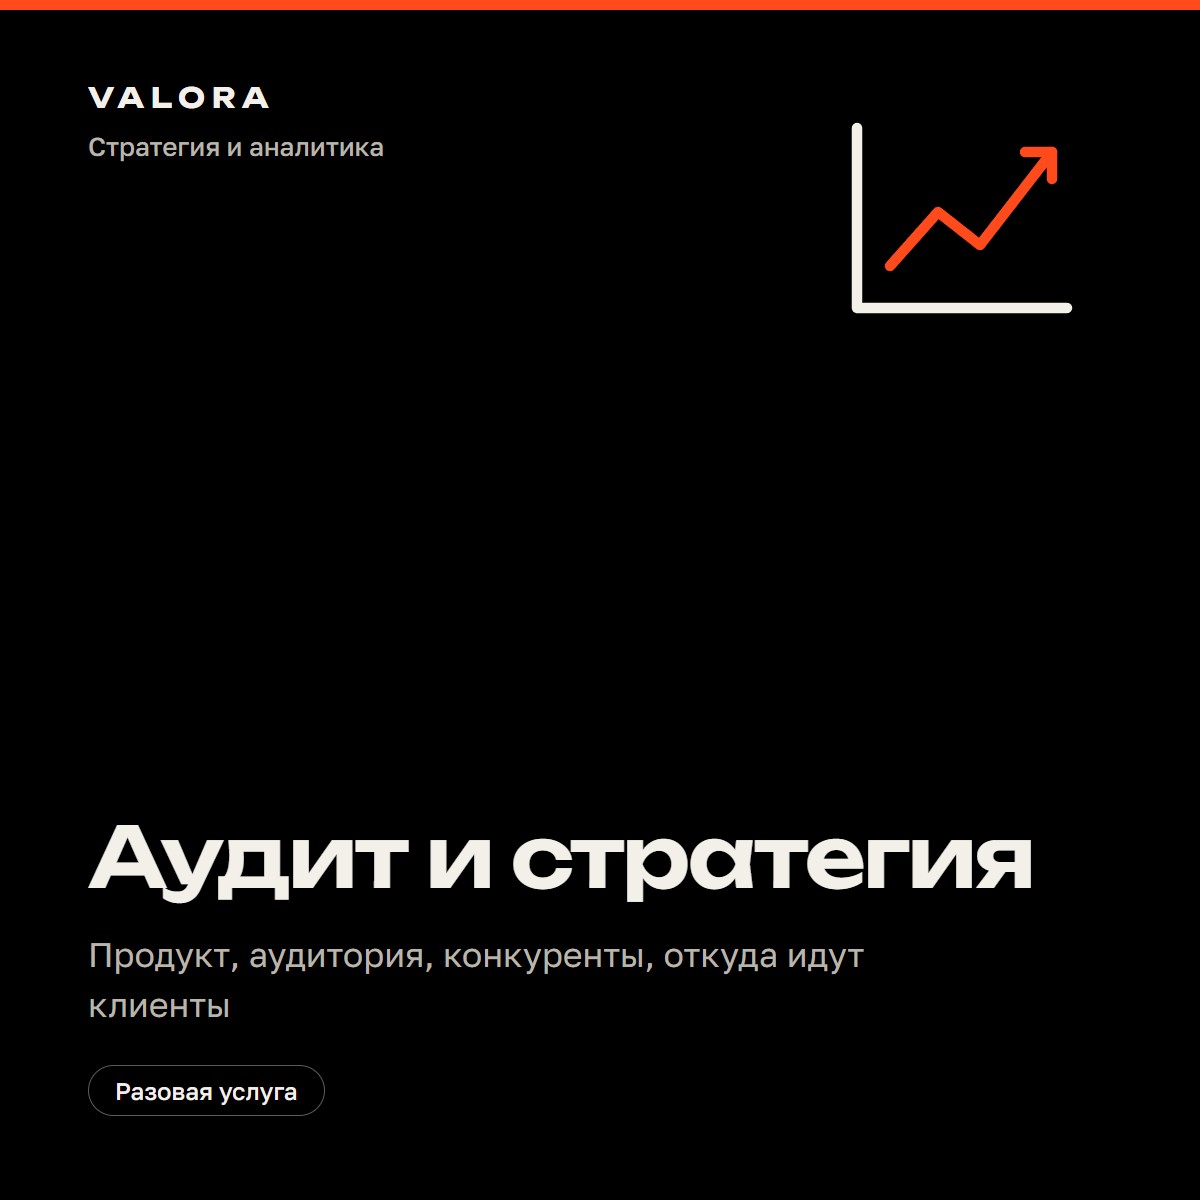 VALORA
Стратегия и аналитика
Аудит и стратегия
Продукт, аудитория, конкуренты, откуда идут
клиенты
Разовая услуга